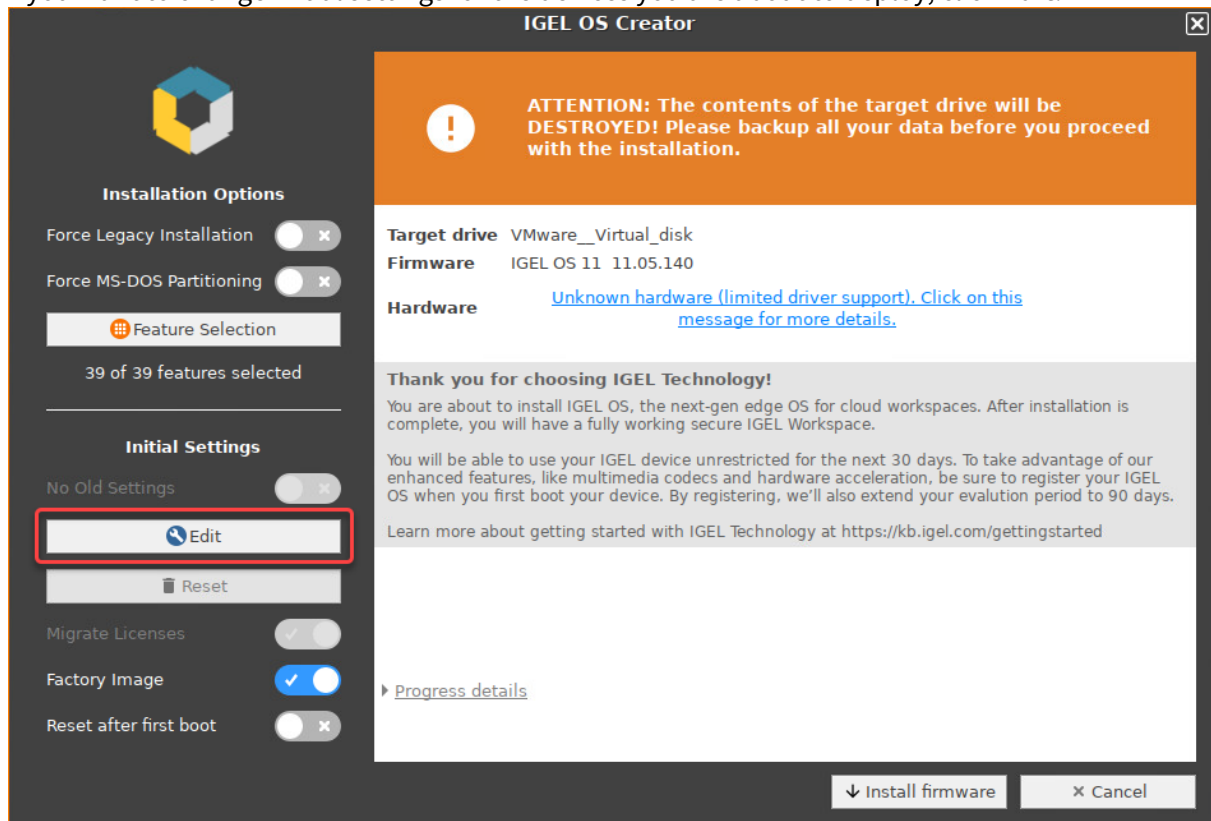 IGEL OS Creator
Installation Options
Force Legacy Installation
Force MS-DOS Partitioning
Feature Selection
39 of 39 features selected
Initial Settings
No Old Settings
Edit
Reset
Migrate Licenses
Factory Image
Reset after first boot
ATTENTION: The contents of the target drive will be
DESTROYED! Please backup all your data before you proceed
with the installation.
Target drive VMware__Virtual_disk
Firmware IGEL OS 11 11.05.140
Hardware Unknown hardware (limited driver support). Click on this
message for more details.
Thank you for choosing IGEL Technology!
You are about to install IGEL OS, the next-gen edge OS for cloud workspaces. After installation is
complete, you will have a fully working secure IGEL Workspace.
You will be able to use your IGEL device unrestricted for the next 30 days. To take advantage of our
enhanced features, like multimedia codecs and hardware acceleration, be sure to register your IGEL
OS when you first boot your device. By registering, we'll also extend your evalution period to 90 days.
Learn more about getting started with IGEL Technology at https://kb.igel.com/gettingstarted
Progress details
Install firmware
Cancel